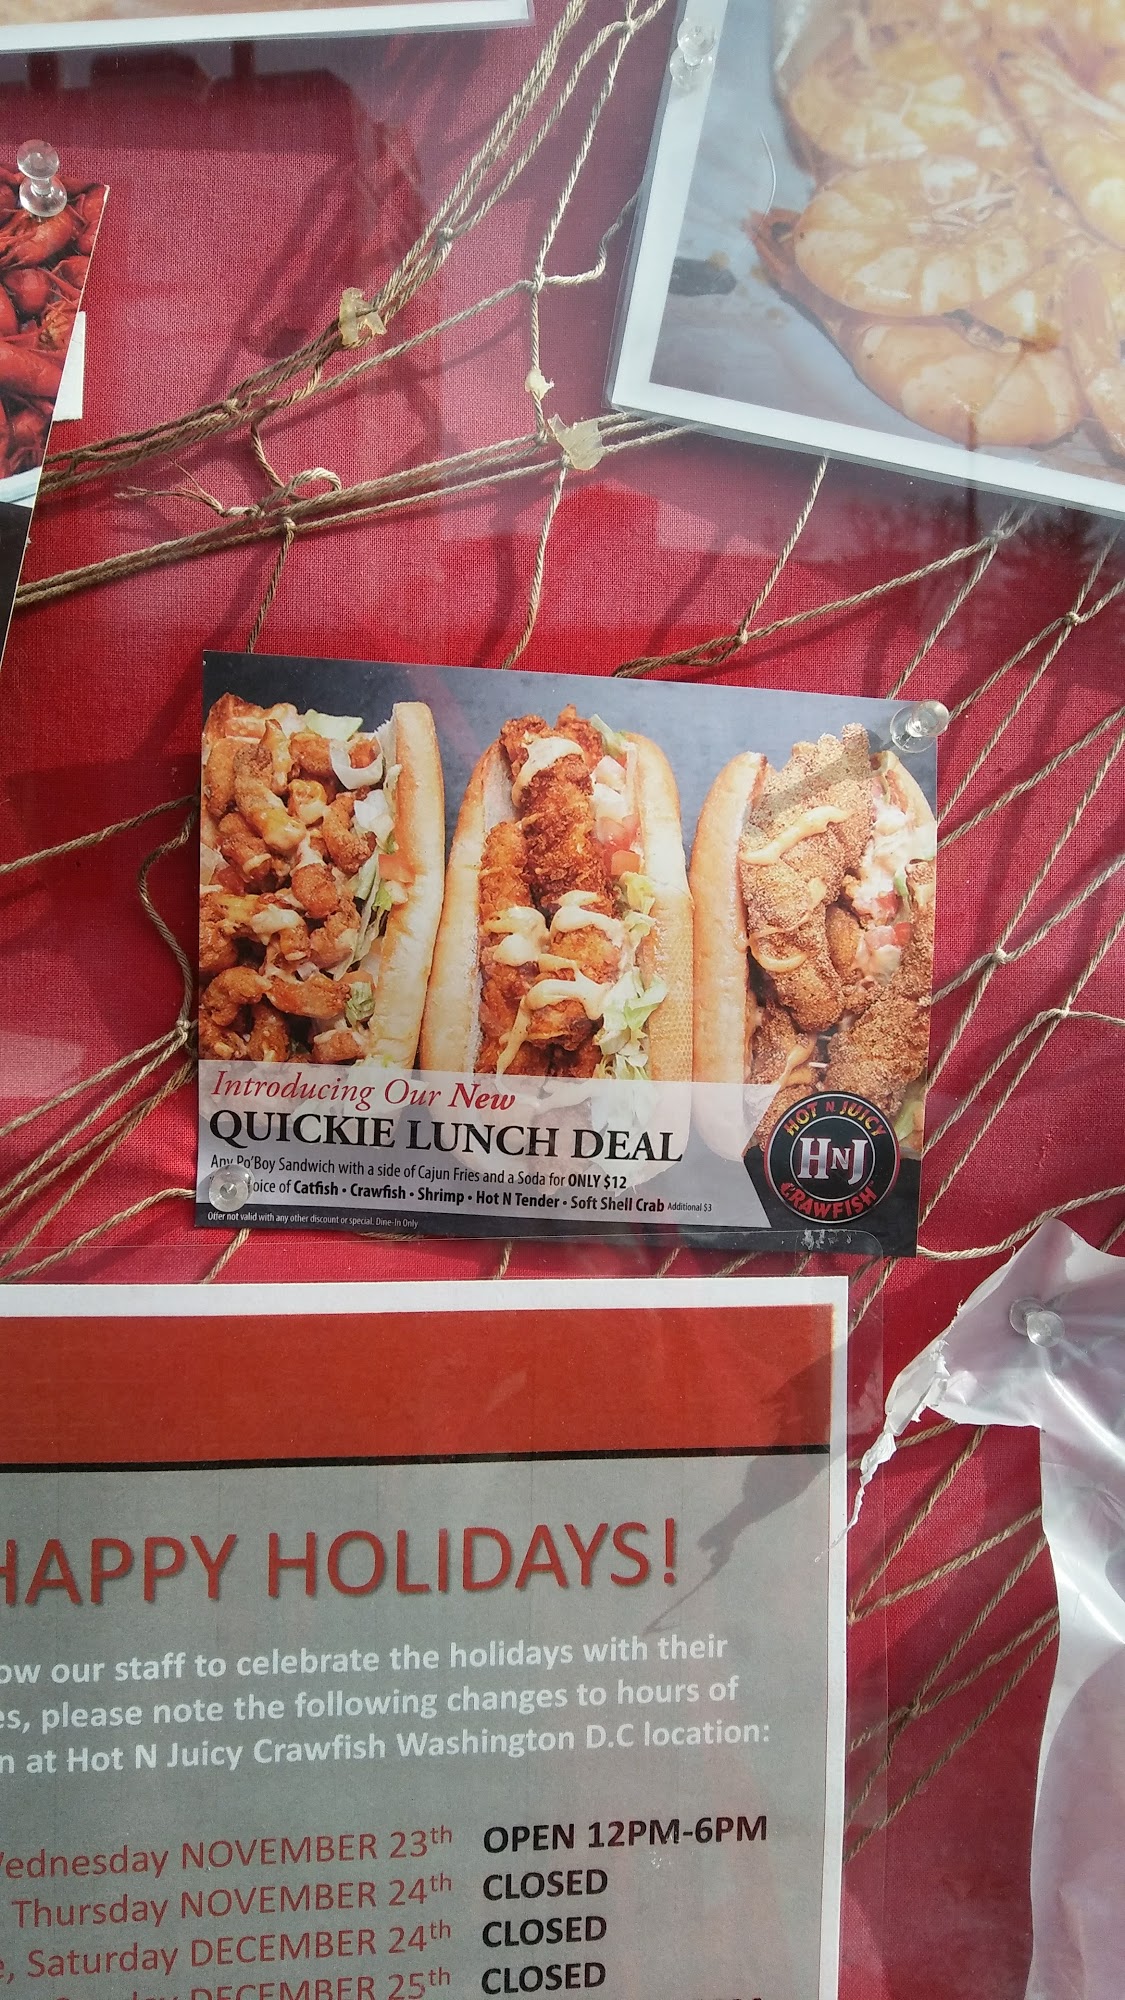 Introducing Our New
QUICKIE LUNCH DEAL
Any Po'Boy Sandwich with a side of Cajun Fries and a Soda for ONLY $12
of Catfish • Crawfish • Shrimp • Hot N Tender • Soft Shell Crab Additional $3
Offer not valid with any other discount or special. Dine-In Only
HOT N JUICY
HNJ
CRAWFISH
HAPPY HOLIDAYS!
our staff to celebrate the holidays with their
please note the following changes to hours of
at Hot N Juicy Crawfish Washington D.C location:
Wednesday NOVEMBER 23th OPEN 12PM-6PM
Thursday NOVEMBER 24th CLOSED
Saturday DECEMBER 24th CLOSED
DECEMBER 25th CLOSED